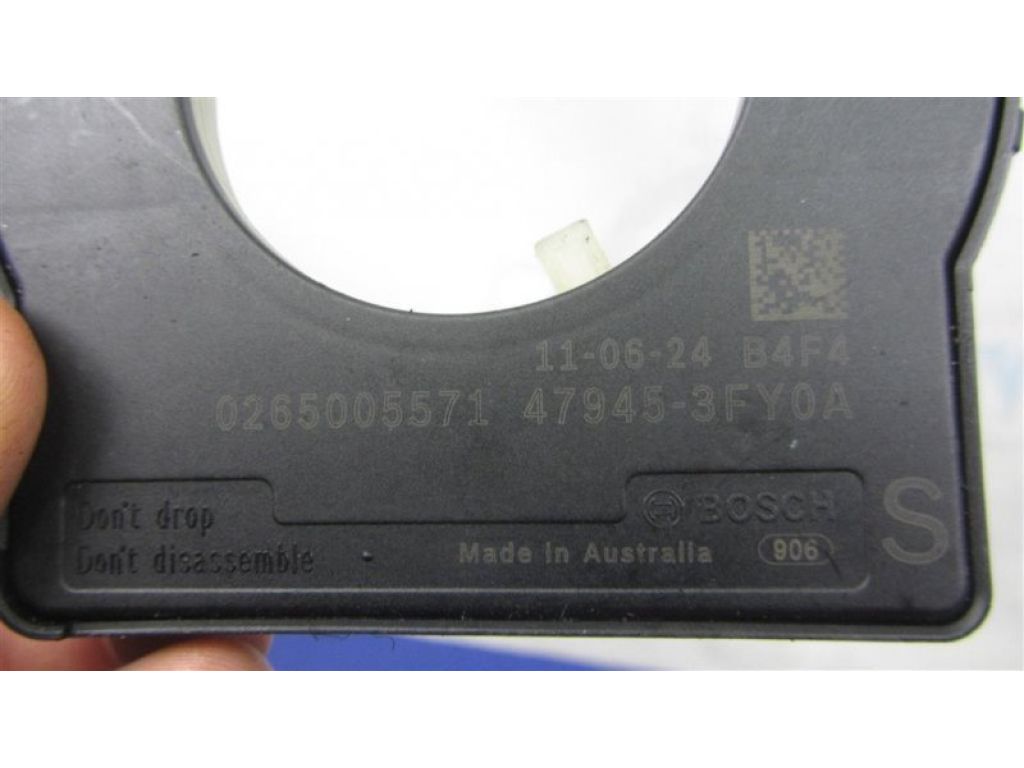 11-06-24 B4F4
0265005571 47945-3FY0A
Don't drop
BOSCH
S
Don't disassemble
Made in Australia
906